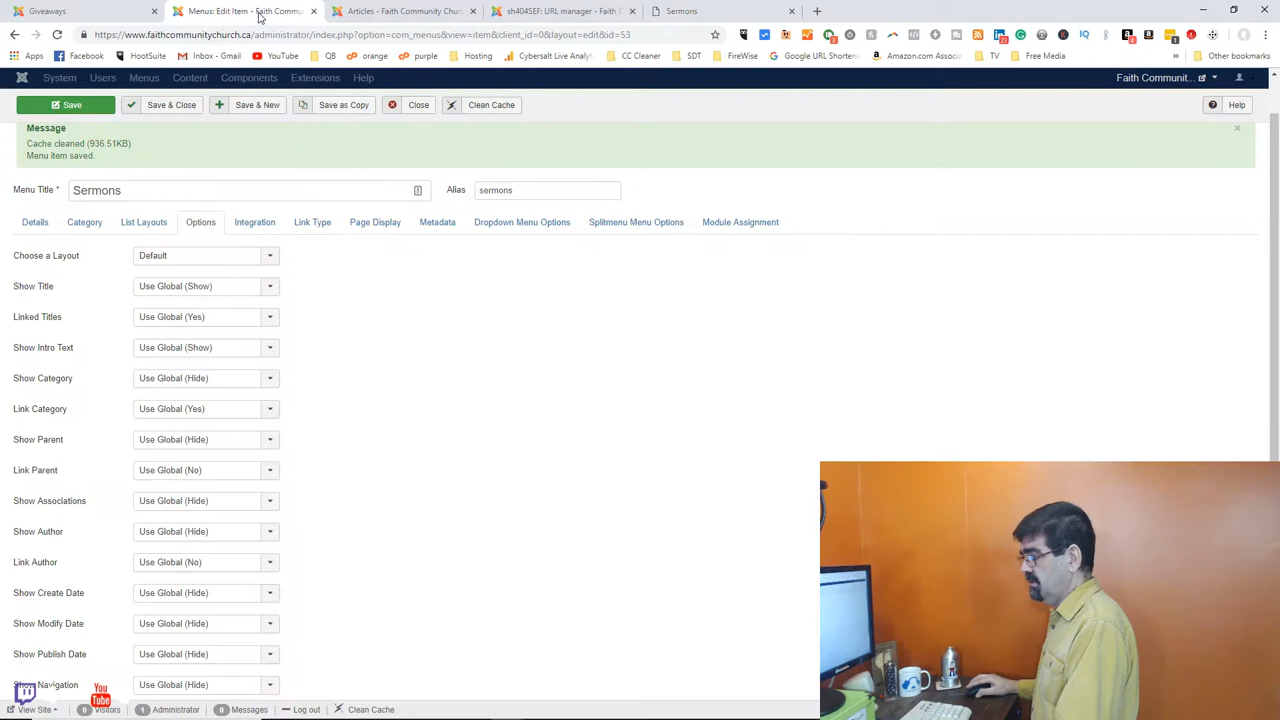 Giveaways
Menus: Edit Item - Faith Commu
Articles - Faith Community Churc
sh404SEF: URL manager - Faith C
Sermons
https://www.faithcommunitychurch.ca/administrator/index.php?option=com_menus&view=item&client_id=0&layout=edit&id=53
Apps
Facebook
HootSuite
Inbox - Gmail
YouTube
QB
orange
purple
Hosting
Cybersalt Live Analy
CC Cleaner
SDT
FireWise
Google URL Shortene
Amazon.com Associa
TV
Free Media
Other bookmarks
System
Users
Menus
Content
Components
Extensions
Help
Faith Communit...
Save
Save & Close
Save & New
Save as Copy
Close
Clean Cache
Help
Message
Cache cleaned (936.51KB)
Menu item saved.
Menu Title *
Sermons
Alias
sermons
Details
Category
List Layouts
Options
Integration
Link Type
Page Display
Metadata
Dropdown Menu Options
Splitmenu Menu Options
Module Assignment
Choose a Layout
Default
Show Title
Use Global (Show)
Linked Titles
Use Global (Yes)
Show Intro Text
Use Global (Show)
Show Category
Use Global (Hide)
Link Category
Use Global (Yes)
Show Parent
Use Global (Hide)
Link Parent
Use Global (No)
Show Associations
Use Global (Hide)
Show Author
Use Global (Hide)
Link Author
Use Global (No)
Show Create Date
Use Global (Hide)
Show Modify Date
Use Global (Hide)
Show Publish Date
Use Global (Hide)
Show Navigation
Use Global (Hide)
You
Tube
View Site
0 Visitors
1 Administrator
0 Messages
Log out
Clean Cache